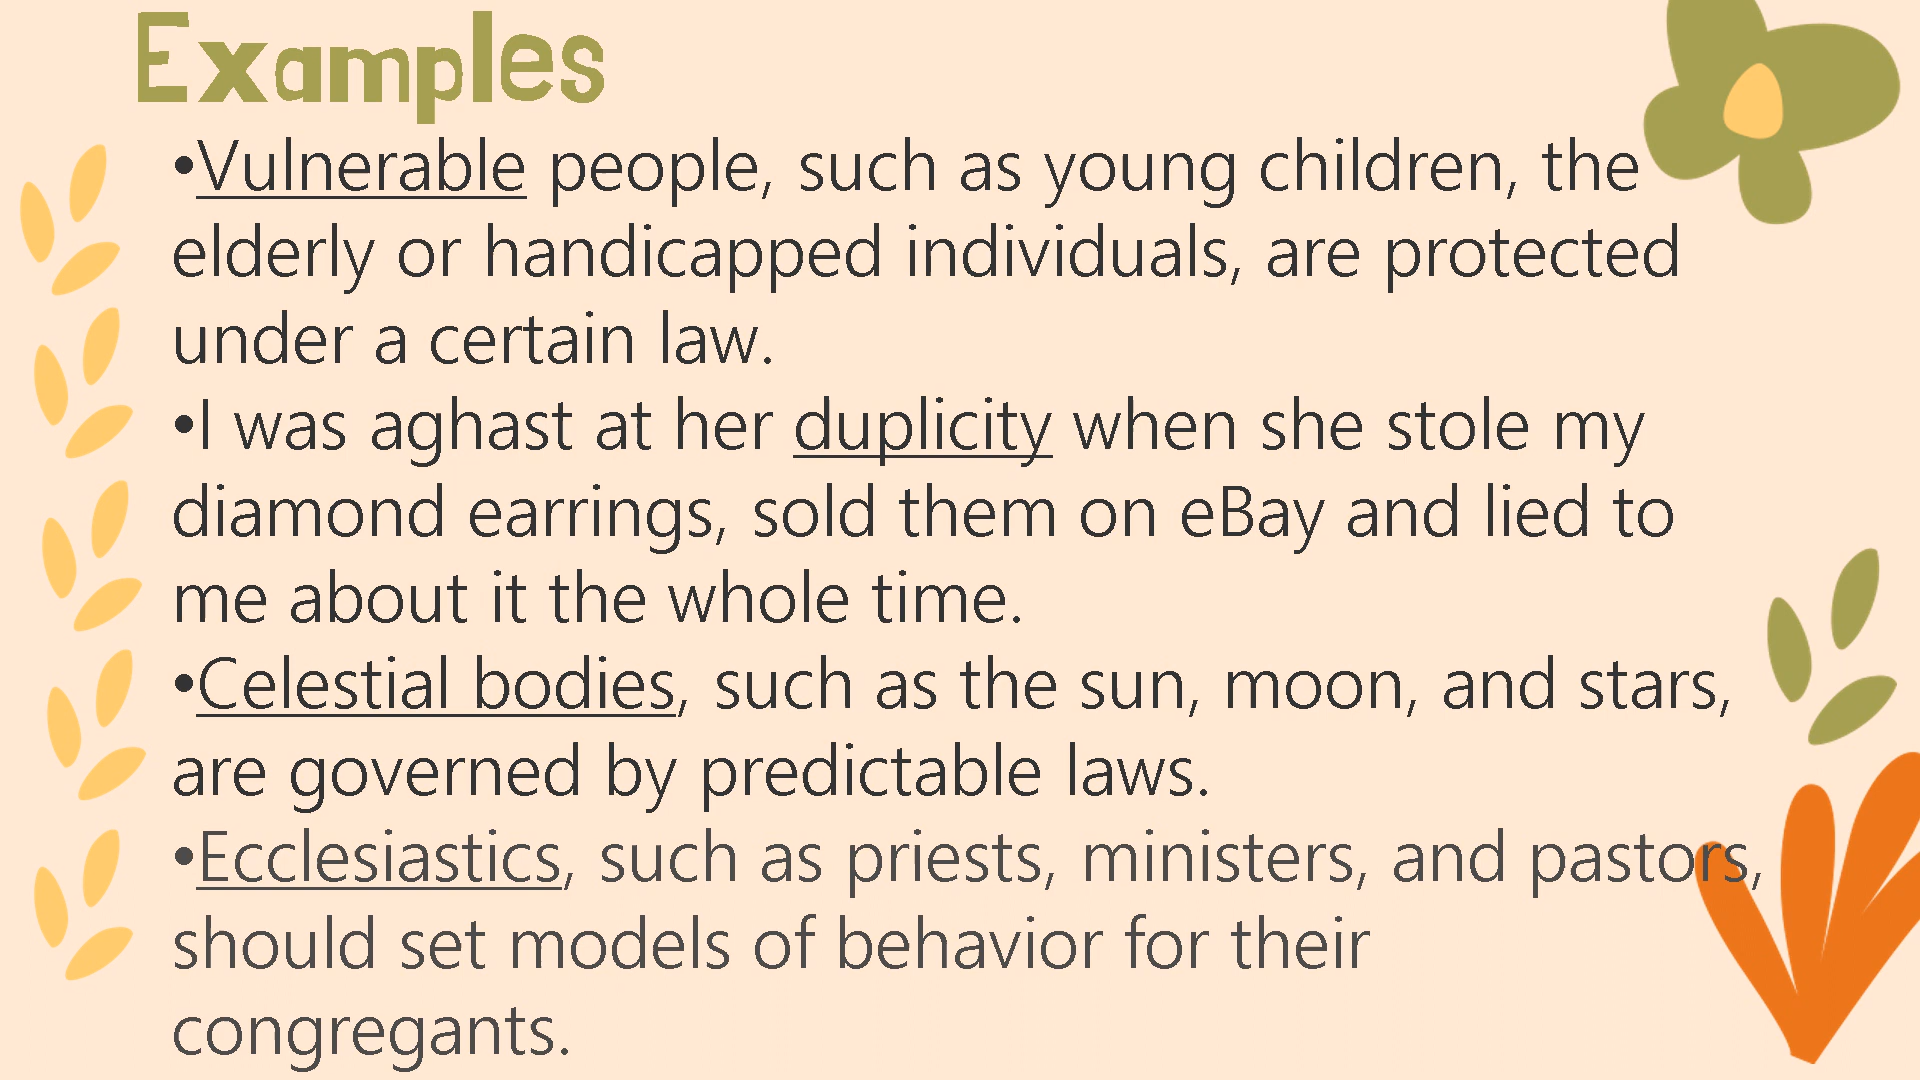 Examples
•Vulnerable people, such as young children, the
elderly or handicapped individuals, are protected
under a certain law.
•I was aghast at her duplicity when she stole my
diamond earrings, sold them on eBay and lied to
me about it the whole time.
•Celestial bodies, such as the sun, moon, and stars,
are governed by predictable laws.
•Ecclesiastics, such as priests, ministers, and pastors,
should set models of behavior for their
congregants.